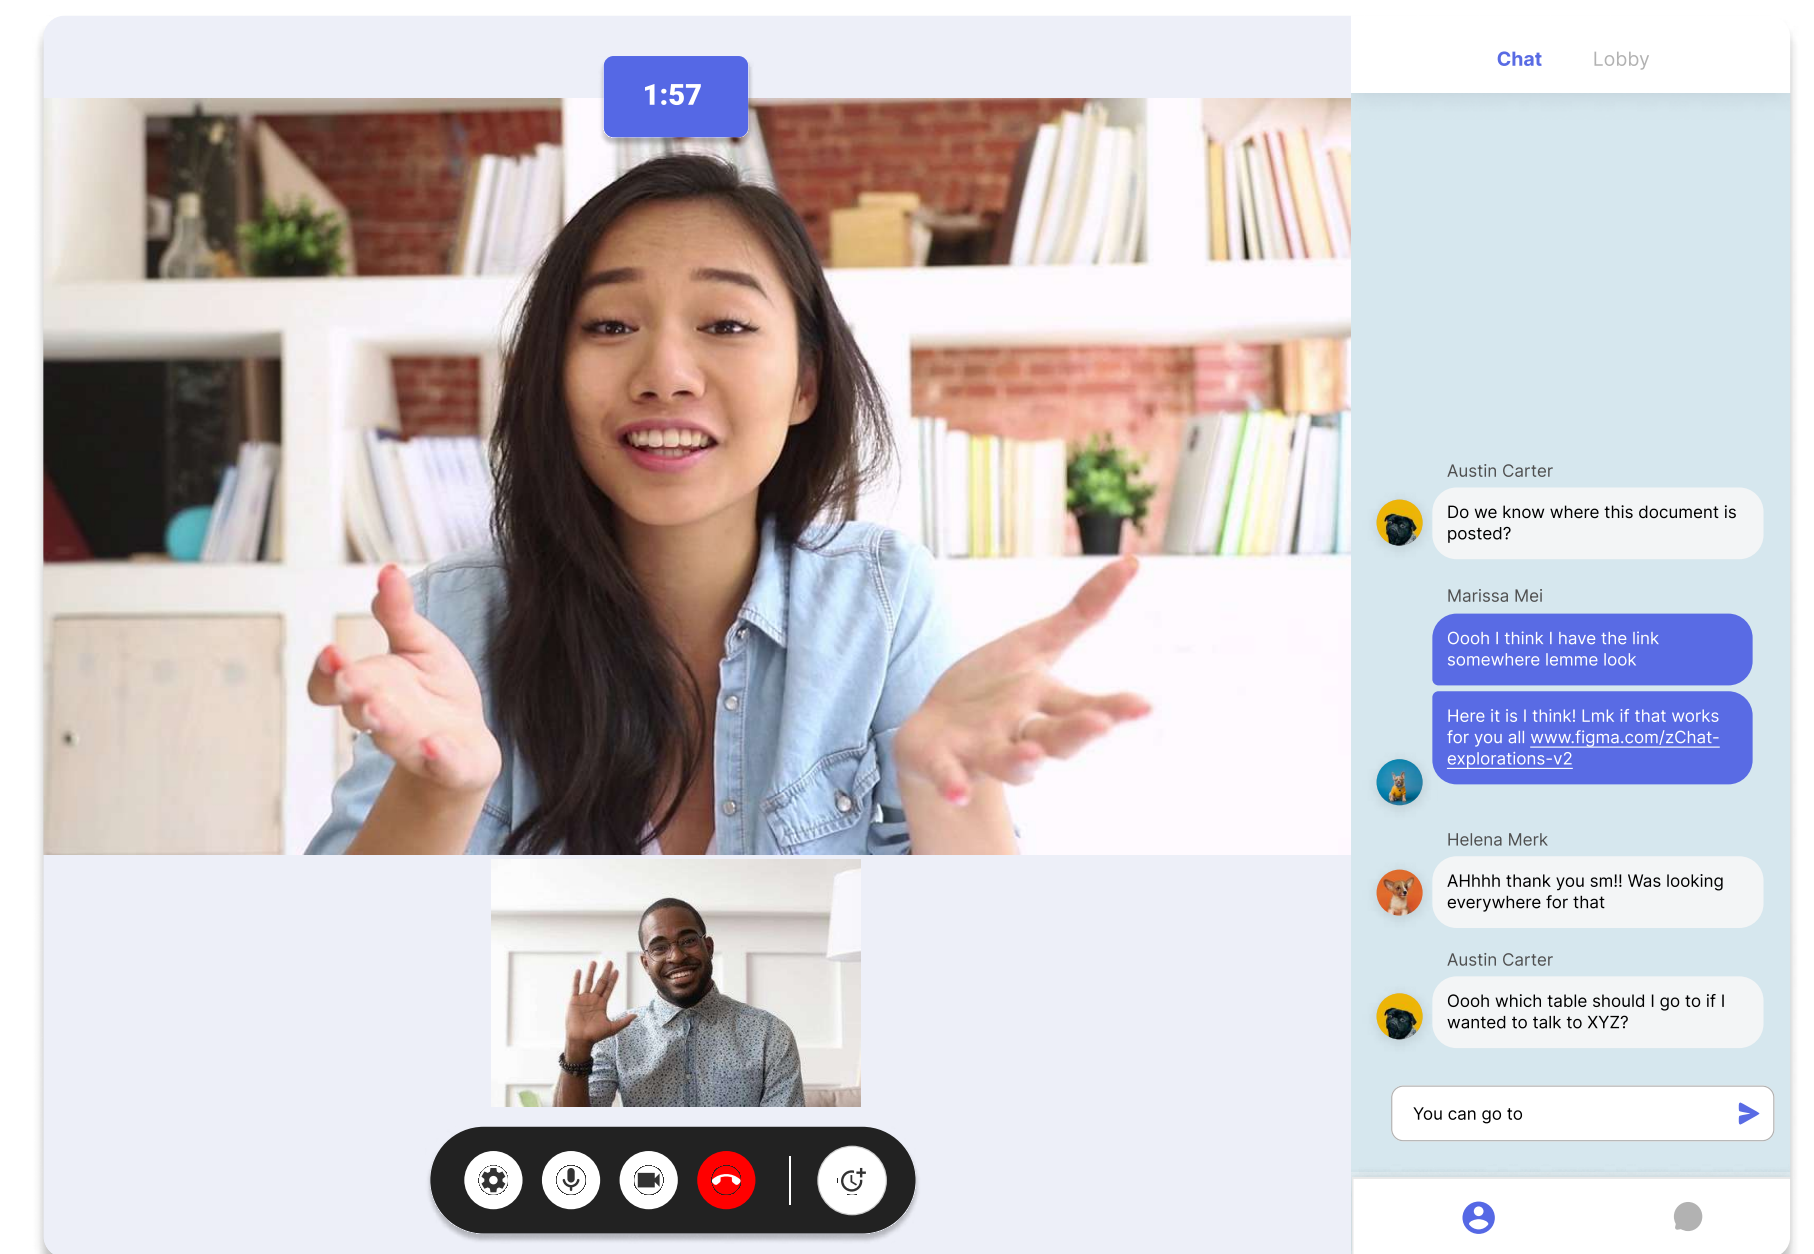 1:57
Chat
Lobby
Austin Carter
Do we know where this document is
posted?
Marissa Mei
Oooh I think I have the link
somewhere lemme look
Here it is I think! Lmk if that works
for you all www.figma.com/zChat-
explorations-v2
Helena Merk
AHhhh thank you sm!! Was looking
everywhere for that
Austin Carter
Oooh which table should I go to if I
wanted to talk to XYZ?
You can go to